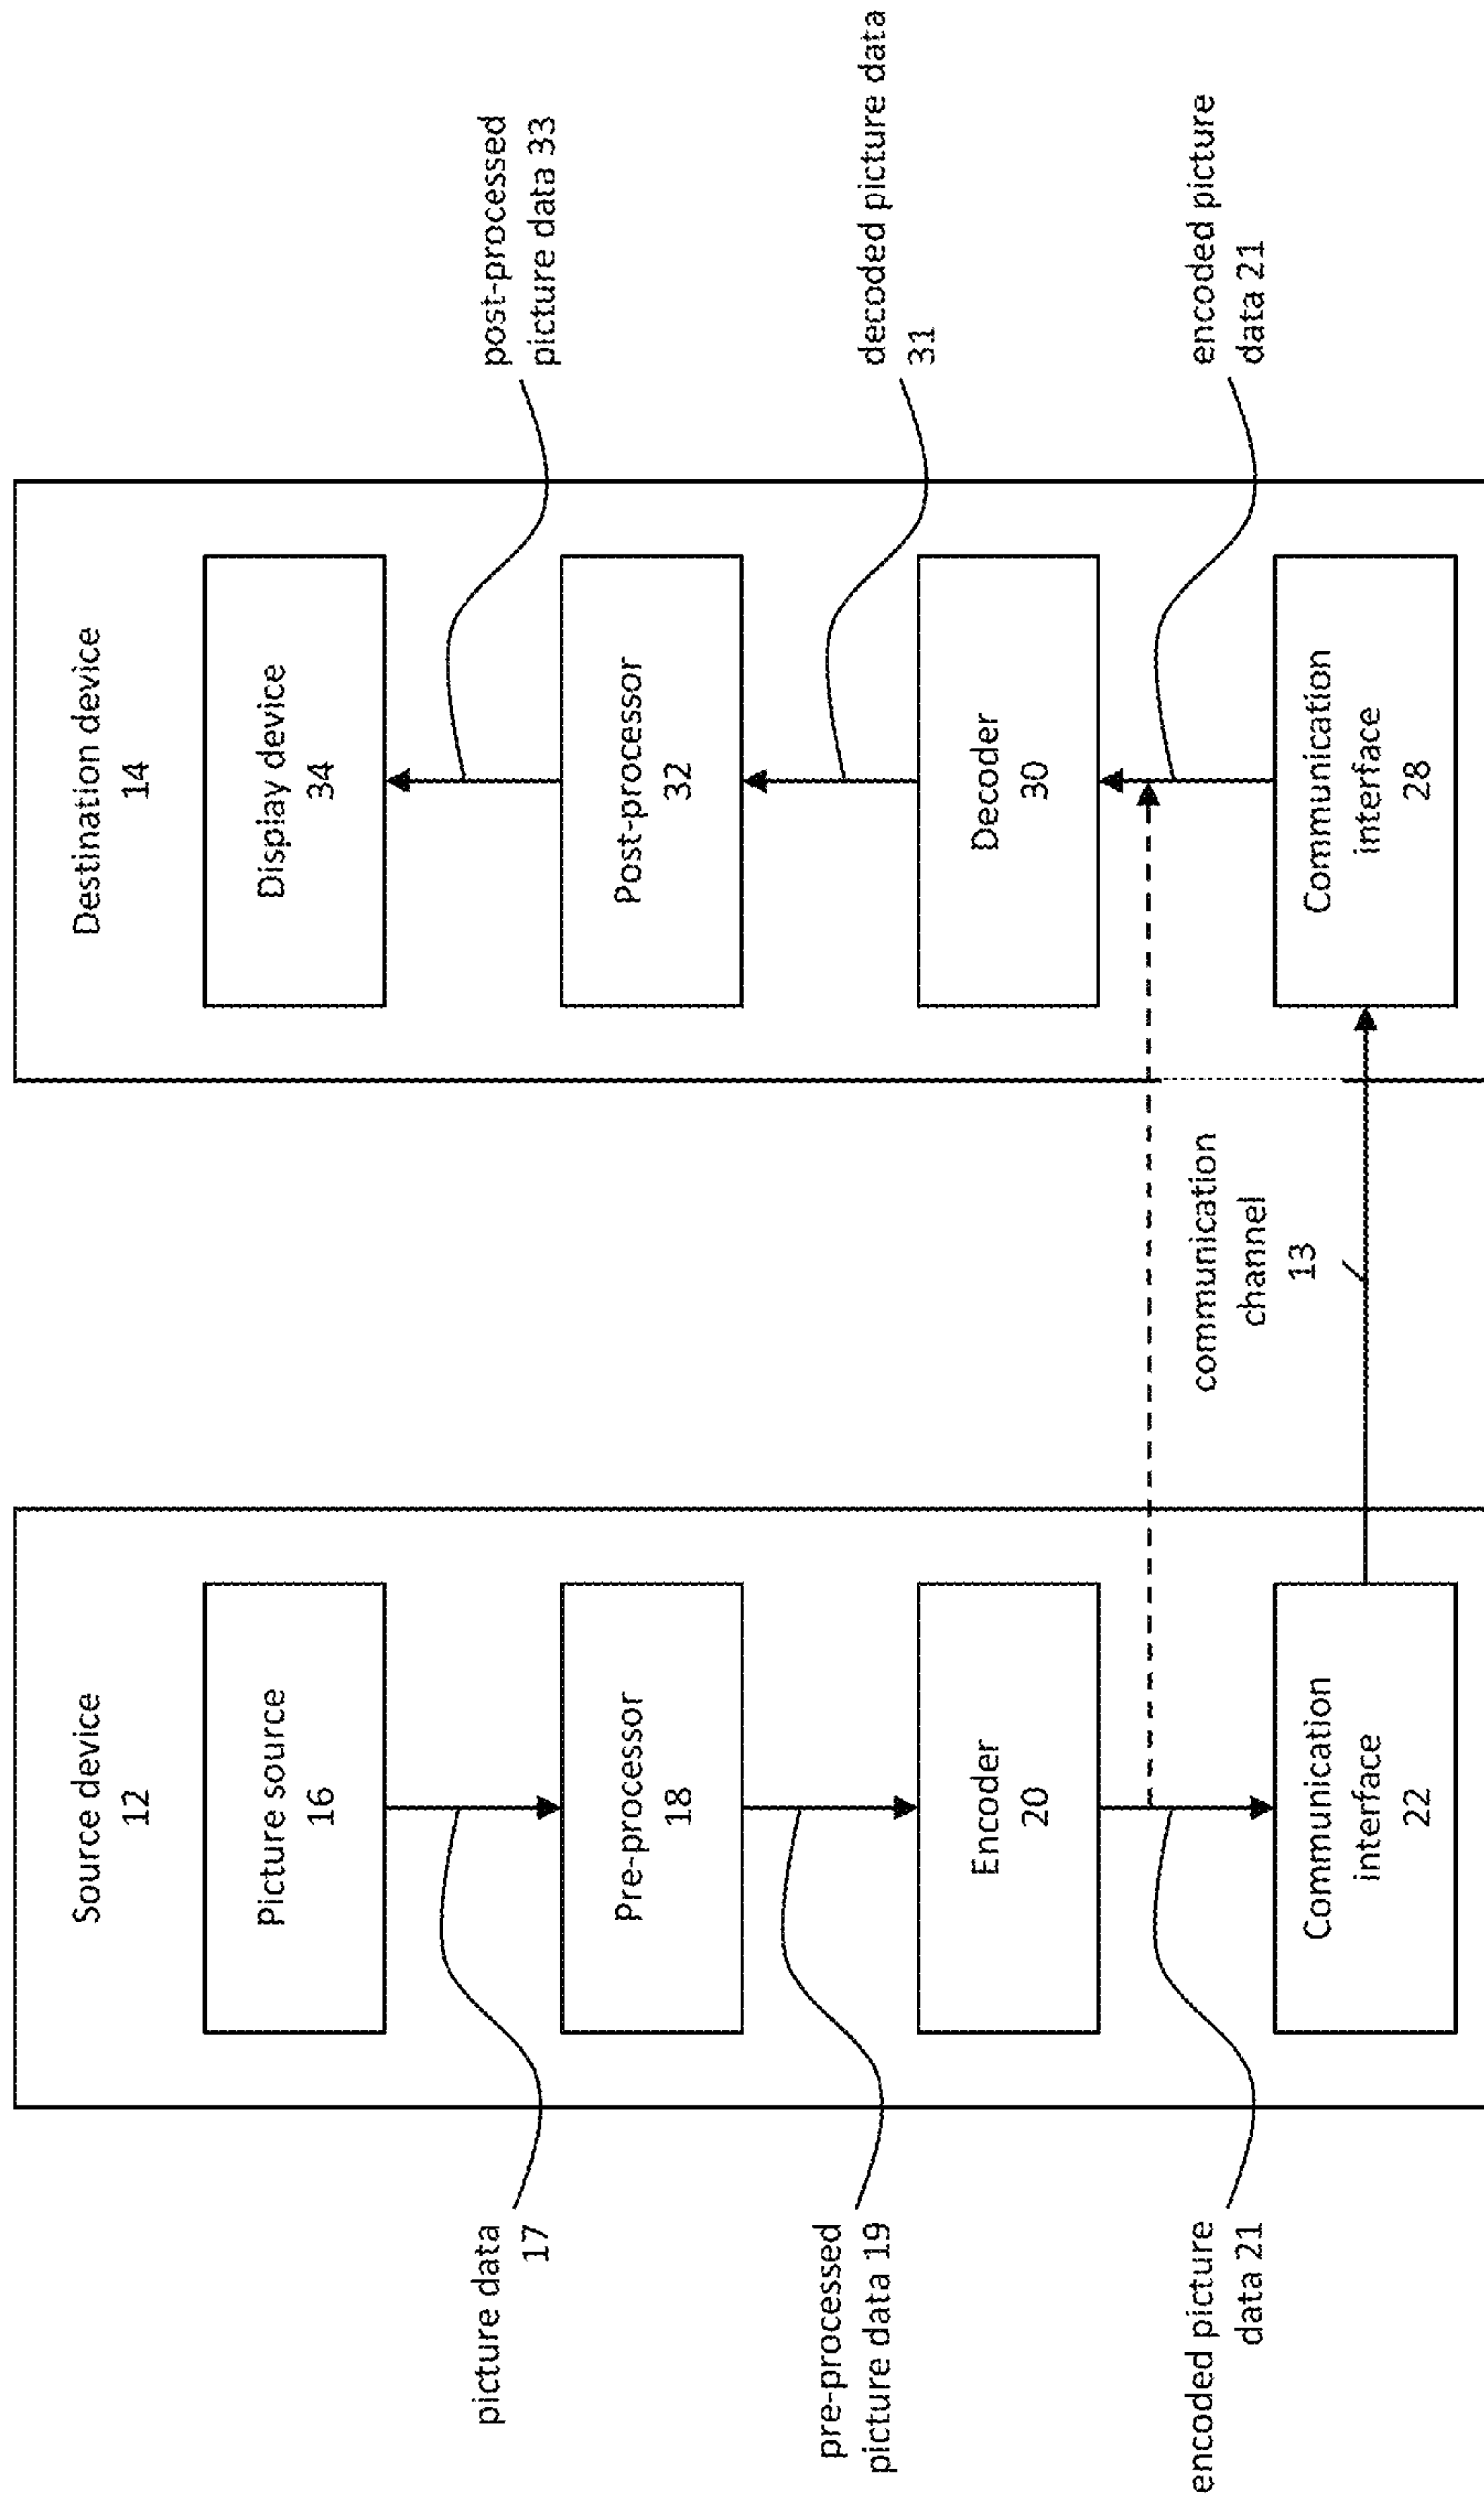 Source device
12
Picture source
16
picture data
17
Pre-processor
18
pre-processed
picture data 19
Encoder
20
encoded picture
data 21
Communication
interface
22
communication
channel
13
Destination device
14
Display device
34
post-processed
picture data 33
Post-processor
32
decoded picture data
31
Decoder
30
encoded picture
data 21
Communication
interface
28